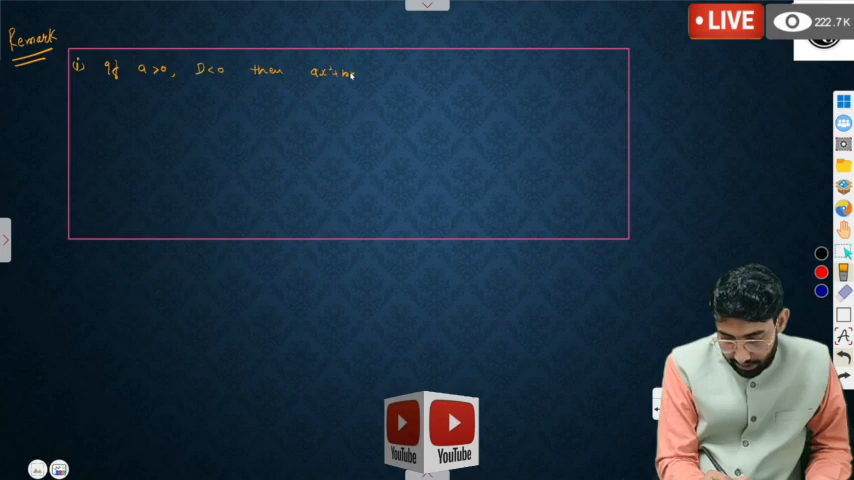 Remark
LIVE 222.7K
(i) If a>0, D<0 then ax²+bx
YouTube YouTube